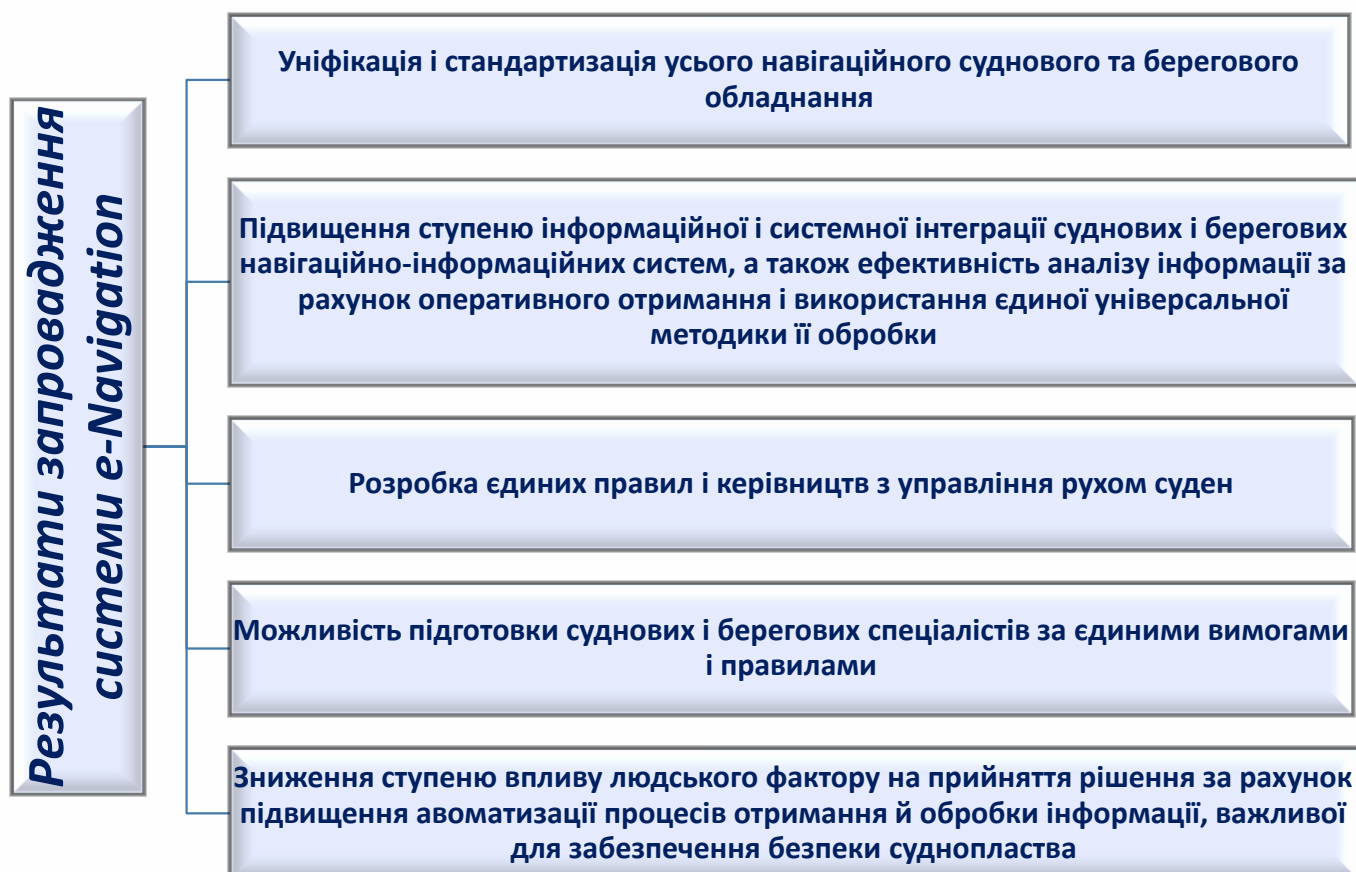 Результати запровадження
системи e-Navigation
Уніфікація і стандартизація усього навігаційного суднового та берегового
обладнання
Підвищення ступеню інформаційної і системної інтеграції суднових і берегових
навігаційно-інформаційних систем, а також ефективність аналізу інформації за
рахунок оперативного отримання і використання єдиної універсальної
методики її обробки
Розробка єдиних правил і керівництв з управління рухом суден
Можливість підготовки суднових і берегових спеціалістів за єдиними вимогами
і правилами
Зниження ступеню впливу людського фактору на прийняття рішення за рахунок
підвищення авоматизації процесів отримання й обробки інформації, важливої
для забезпечення безпеки суднопластва